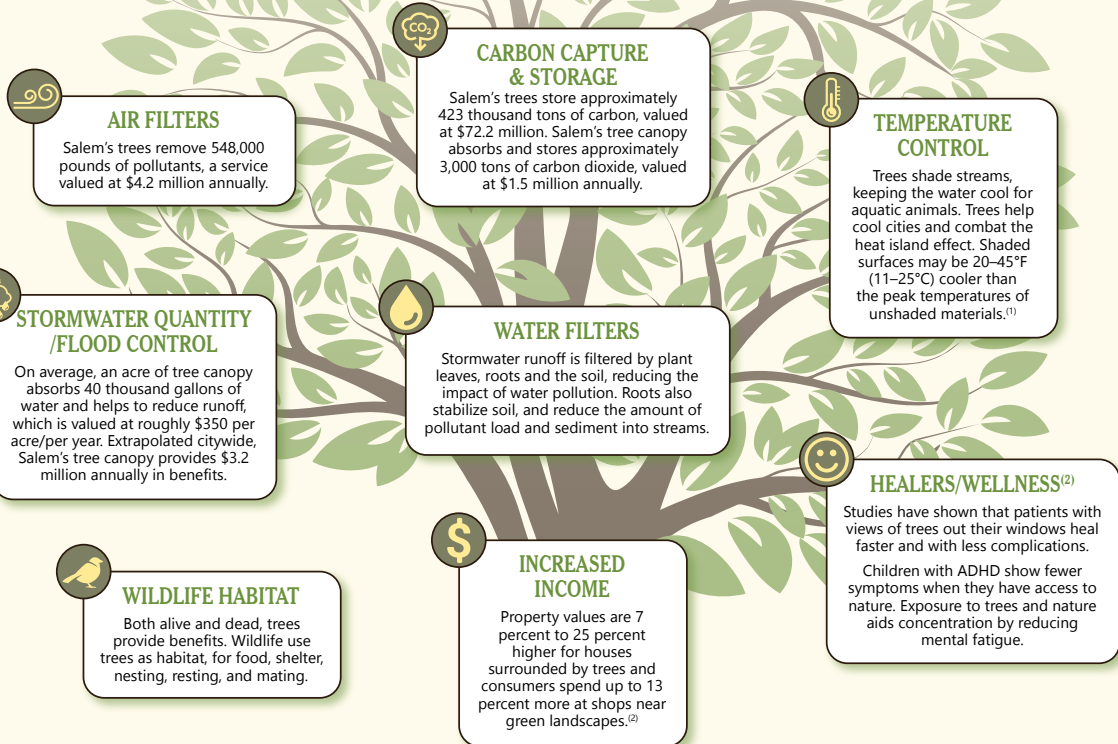 CO2
CARBON CAPTURE
& STORAGE
Salem’s trees store approximately
423 thousand tons of carbon, valued
at $72.2 million. Salem’s tree canopy
absorbs and stores approximately
3,000 tons of carbon dioxide, valued
at $1.5 million annually.
AIR FILTERS
Salem’s trees remove 548,000
pounds of pollutants, a service
valued at $4.2 million annually.
TEMPERATURE
CONTROL
Trees shade streams,
keeping the water cool for
aquatic animals. Trees help
cool cities and combat the
heat island effect. Shaded
surfaces may be 20–45°F
(11–25°C) cooler than
the peak temperatures of
unshaded materials.(1)
STORMWATER QUANTITY
/FLOOD CONTROL
On average, an acre of tree canopy
absorbs 40 thousand gallons of
water and helps to reduce runoff,
which is valued at roughly $350 per
acre/per year. Extrapolated citywide,
Salem’s tree canopy provides $3.2
million annually in benefits.
WATER FILTERS
Stormwater runoff is filtered by plant
leaves, roots and the soil, reducing the
impact of water pollution. Roots also
stabilize soil, and reduce the amount of
pollutant load and sediment into streams.
HEALERS/WELLNESS(2)
Studies have shown that patients with
views of trees out their windows heal
faster and with less complications.
Children with ADHD show fewer
symptoms when they have access to
nature. Exposure to trees and nature
aids concentration by reducing
mental fatigue.
WILDLIFE HABITAT
Both alive and dead, trees
provide benefits. Wildlife use
trees as habitat, for food, shelter,
nesting, resting, and mating.
$
INCREASED
INCOME
Property values are 7
percent to 25 percent
higher for houses
surrounded by trees and
consumers spend up to 13
percent more at shops near
green landscapes.(2)